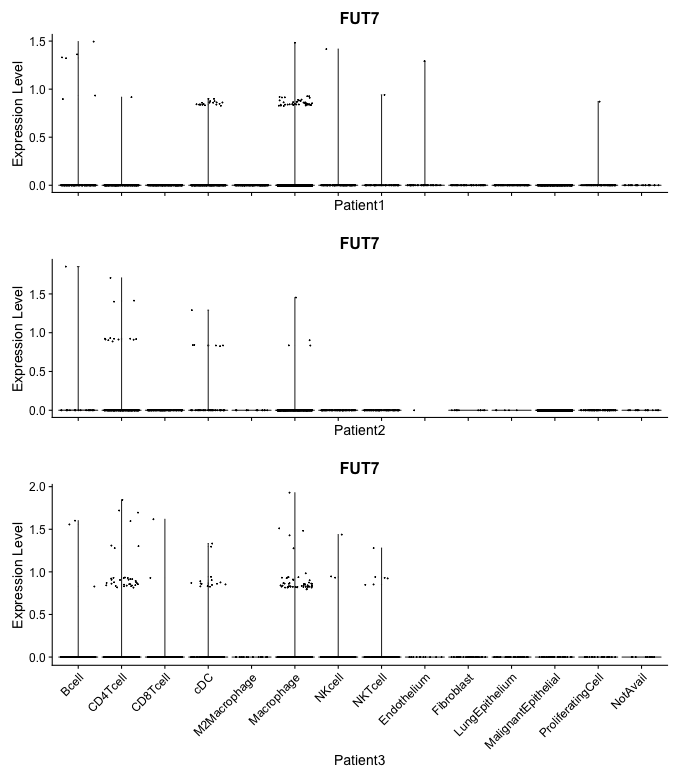 FUT7
Expression Level
1.5
1.0
0.5
0.0
Patient1
FUT7
Expression Level
1.5
1.0
0.5
0.0
Patient2
FUT7
Expression Level
2.0
1.5
1.0
0.5
0.0
Bcell
CD4Tcell
CD8Tcell
cDC
M2Macrophage
Macrophage
NKcell
NKTcell
Endothelium
Fibroblast
LungEpithelium
MalignantEpithelial
ProliferatingCell
NotAvail
Patient3